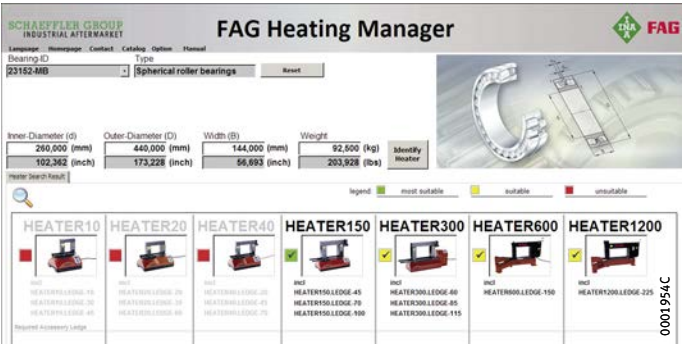 SCHAEFFLER GROUP
INDUSTRIAL AFTERMARKET
FAG Heating Manager
INA FAG
Language Homepage Contact Catalog Option Manual
Bearing-ID Type
23152-MB Spherical roller bearings Reset
Inner-Diameter (d) Outer-Diameter (D) Width (B) Weight
260,000 (mm) 440,000 (mm) 144,000 (mm) 92,500 (kg) Identify Heater
102,362 (inch) 173,228 (inch) 56,693 (inch) 203,928 (lbs)
Heater Search Result
legend: most suitable suitable unsuitable
HEATER10 HEATER20 HEATER40 HEATER150 HEATER300 HEATER600 HEATER1200
incl incl incl incl incl incl incl
HEATER150.LEDGE-45 HEATER300.LEDGE-60 HEATER600.LEDGE-150 HEATER1200.LEDGE-225
HEATER150.LEDGE-70 HEATER300.LEDGE-85
HEATER150.LEDGE-100 HEATER300.LEDGE-115
Required Accessory Ledge
0001954C